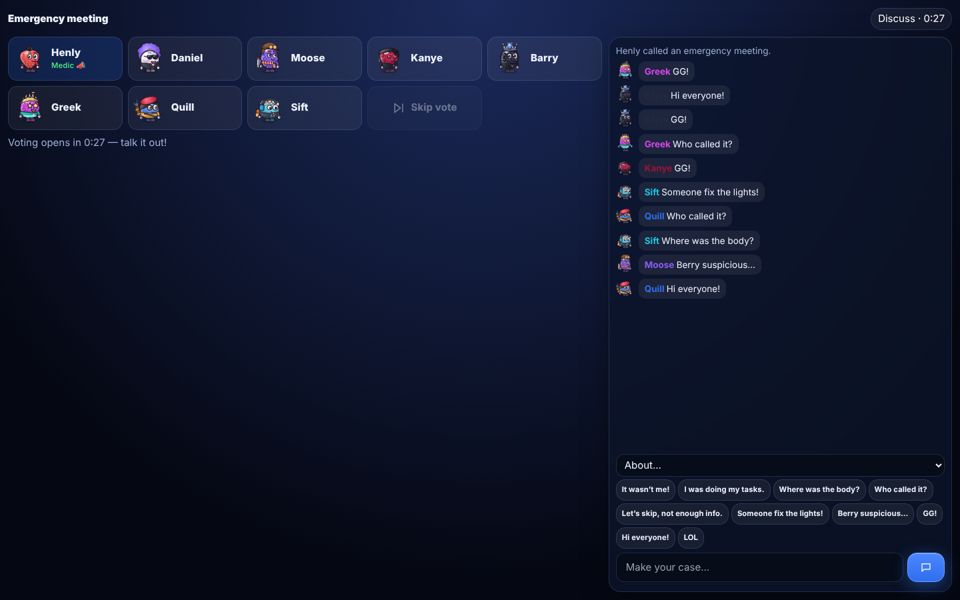 Emergency meeting
Discuss · 0:27
Henly
Medic
Daniel
Moose
Kanye
Barry
Greek
Quill
Sift
Skip vote
Voting opens in 0:27 — talk it out!
Henly called an emergency meeting.
Greek GG!
Hi everyone!
GG!
Greek Who called it?
Kanye GG!
Sift Someone fix the lights!
Quill Who called it?
Sift Where was the body?
Moose Berry suspicious...
Quill Hi everyone!
About...
It wasn't me!
I was doing my tasks.
Where was the body?
Who called it?
Let's skip, not enough info.
Someone fix the lights!
Berry suspicious...
GG!
Hi everyone!
LOL
Make your case...